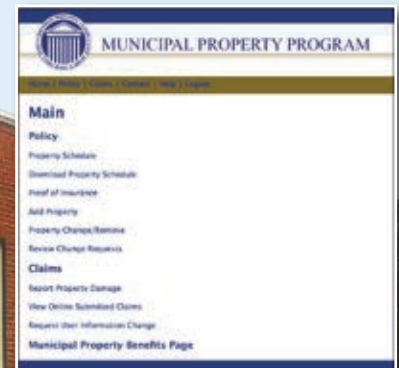 MUNICIPAL PROPERTY PROGRAM
Home | Policy | Claims | Contact | Help | Logout
Main
Policy
Property Schedule
Download Property Schedule
Proof of Insurance
Add Property
Property Change/Remove
Review Change Requests
Claims
Report Property Damage
View Online Submitted Claims
Request User Information Change
Municipal Property Benefits Page